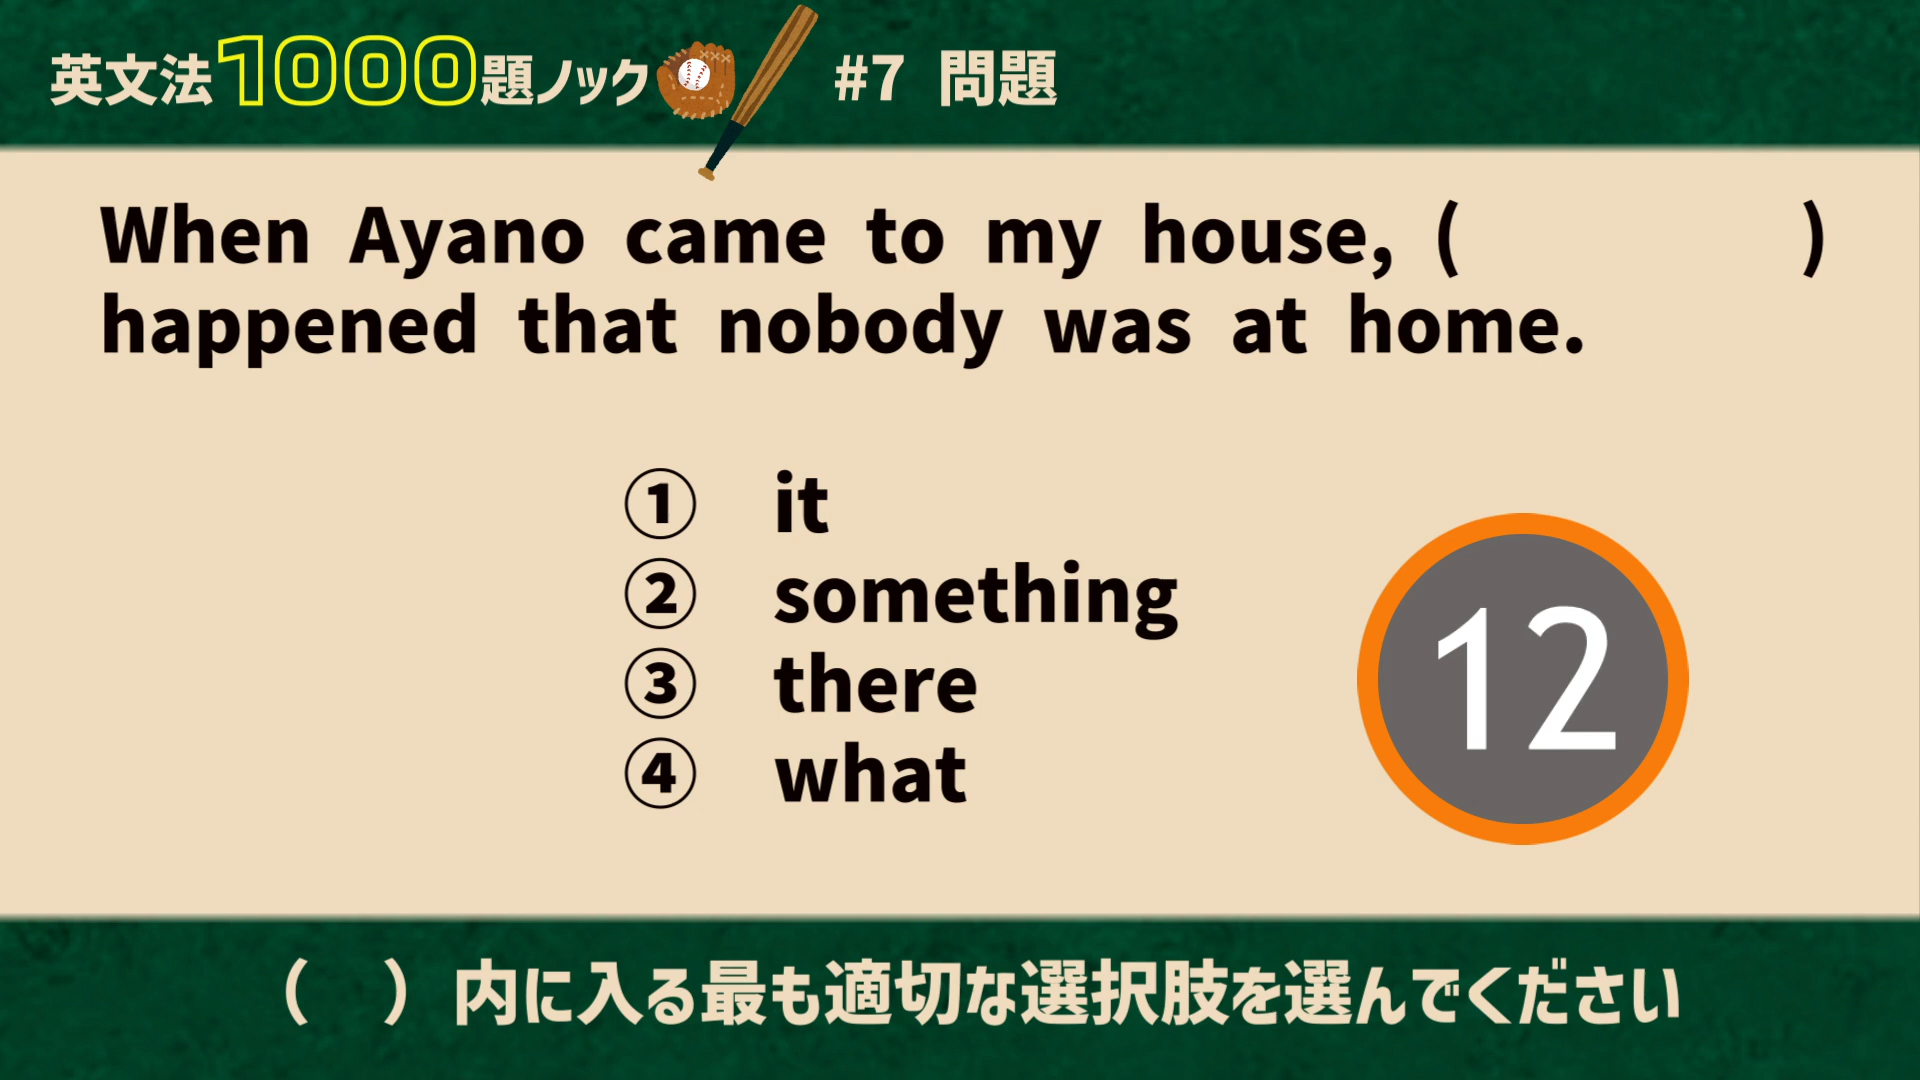 英文法1000題ノック #7 問題
When Ayano came to my house, ( )
happened that nobody was at home.
① it
② something
③ there
④ what
12
（　）内に入る最も適切な選択肢を選んでください